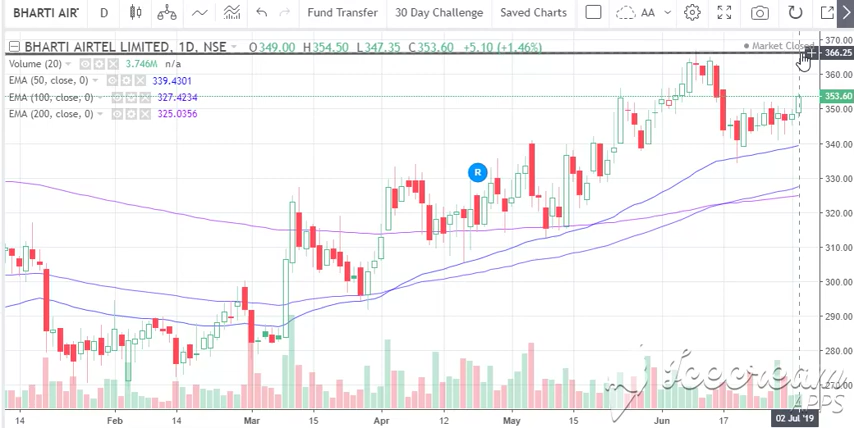 BHARTI AIR D AA Fund Transfer 30 Day Challenge Saved Charts
BHARTI AIRTEL LIMITED, 1D, NSE O349.00 H354.50 L347.35 C353.60 +5.10 (+1.46%)
Market Closed
Volume (20) 3.746M n/a
EMA (50, close, 0) 339.4301
EMA (100, close, 0) 327.4234
EMA (200, close, 0) 325.0356
R
370.00
366.25
360.00
353.60
350.00
340.00
330.00
320.00
310.00
300.00
290.00
280.00
270.00
Icecream
APPS
14 Feb 14 Mar 15 Apr 12 May 15 Jun 17 02 Jul '19